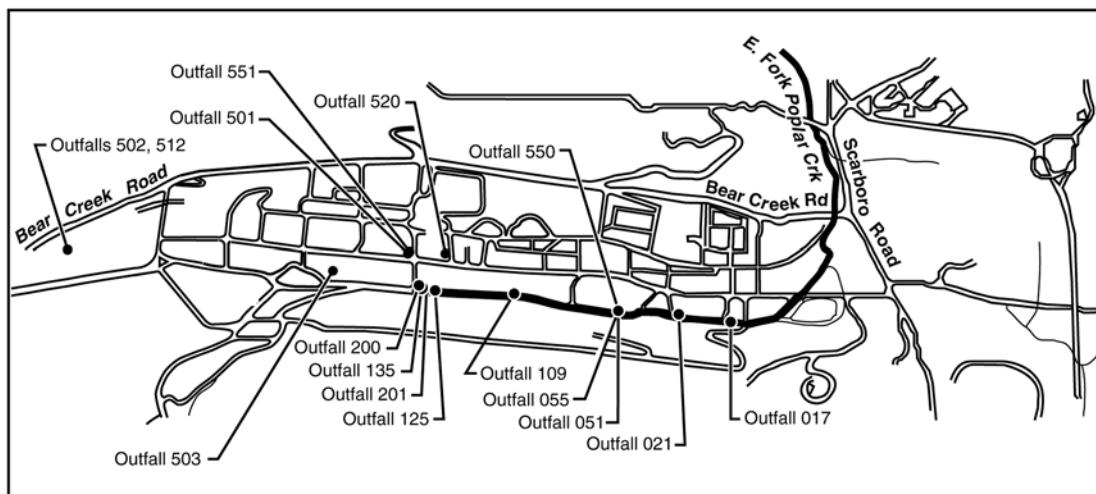 E. Fork Poplar Crk
Outfall 551
Outfall 520
Outfall 501
Outfalls 502, 512
Outfall 550
Scarboro Road
Bear Creek Road
Bear Creek Rd
Outfall 200
Outfall 135
Outfall 109
Outfall 201
Outfall 055
Outfall 125
Outfall 051
Outfall 017
Outfall 021
Outfall 503